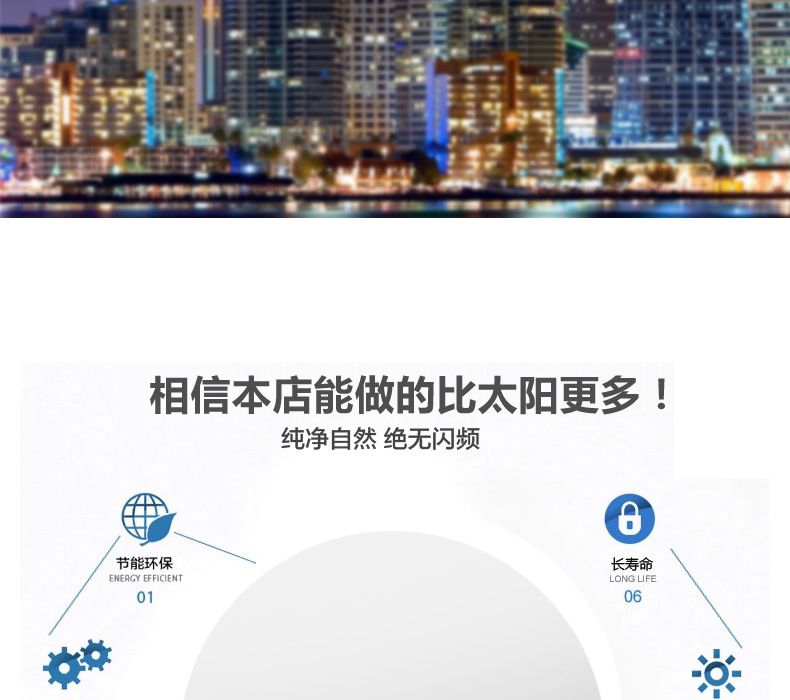 相信本店能做的比太阳更多！
纯净自然 绝无闪频
节能环保
ENERGY EFFICIENT
01
长寿命
LONG LIFE
06